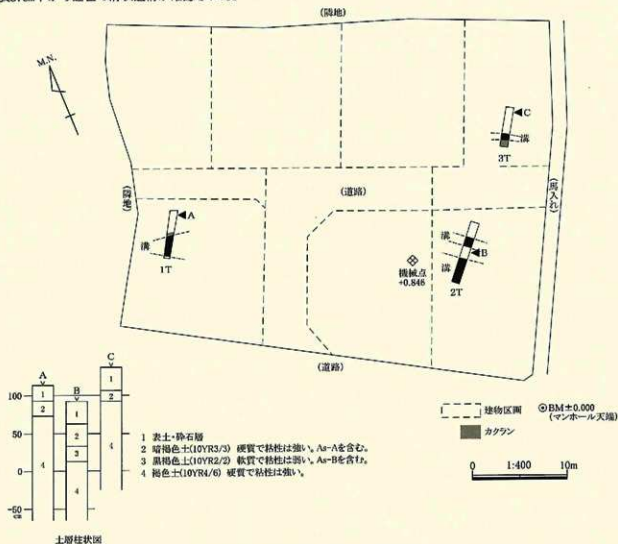 (隣地)
M.N.
C
溝
3T
(道路)
(隣地)
(馬入れ)
A
溝
1T
溝
B
溝
2T
機械点
+0.846
(道路)
A
B
C
100
50
0
-50
1
2
4
1
2
3
4
1
2
4
1 表土・砕石層
2 暗褐色土(10YR3/3) 硬質で粘性は強い。As-Aを含む。
3 黒褐色土(10YR2/2) 軟質で粘性は弱い。As-Bを含む。
4 褐色土(10YR4/6) 硬質で粘性は強い。
土層柱状図
建物区画
カクラン
BM±0.000
(マンホール天端)
0 1:400 10m